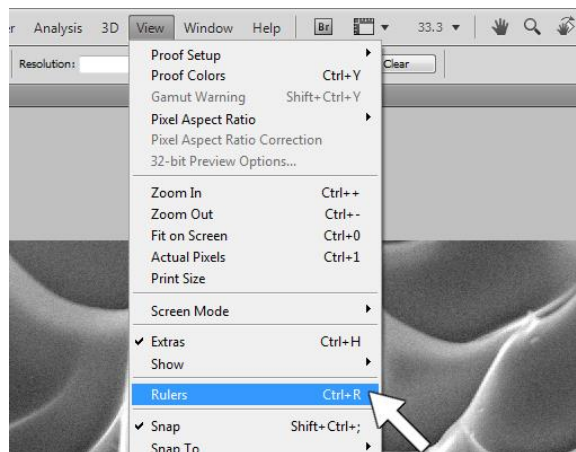 Analysis 3D View Window Help Br 33.3
Resolution: Clear
Proof Setup
Proof Colors Ctrl+Y
Gamut Warning Shift+Ctrl+Y
Pixel Aspect Ratio
Pixel Aspect Ratio Correction
32-bit Preview Options...
Zoom In Ctrl++
Zoom Out Ctrl+-
Fit on Screen Ctrl+0
Actual Pixels Ctrl+1
Print Size
Screen Mode
Extras Ctrl+H
Show
Rulers Ctrl+R
Snap Shift+Ctrl+;
Snap To